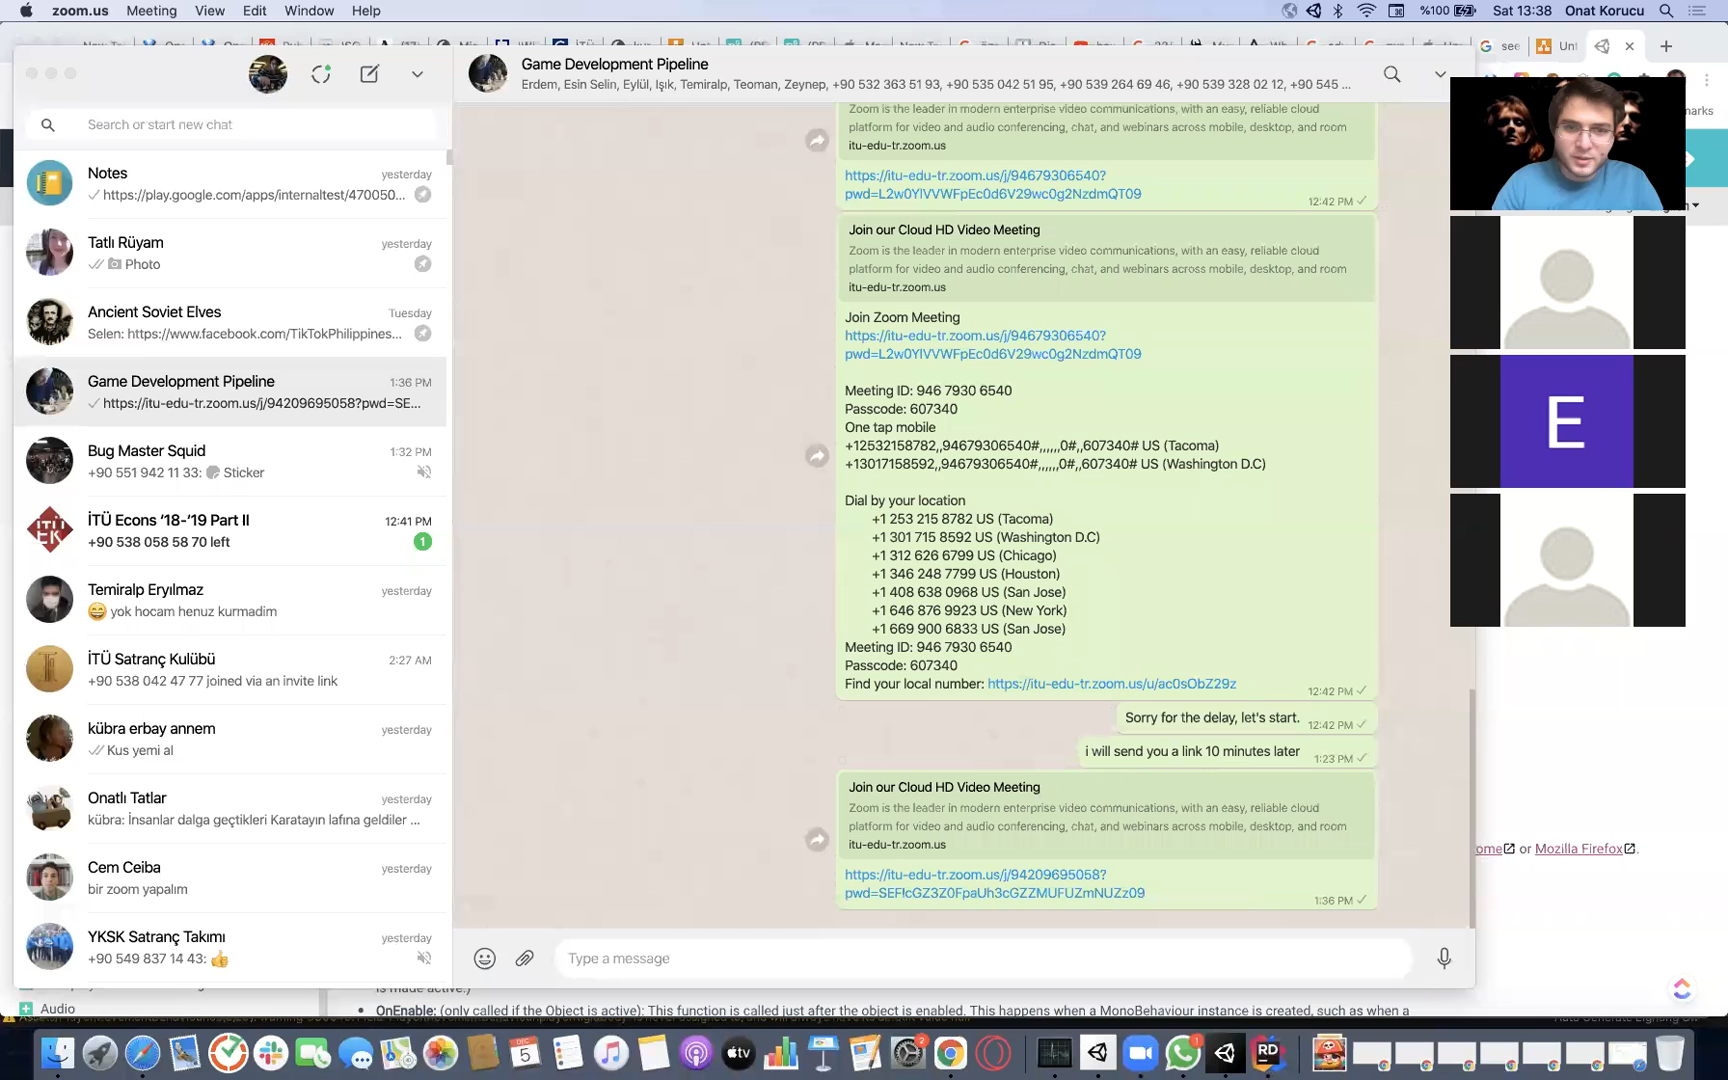 zoom.us Meeting View Edit Window Help
%100 Sat 13:38 Onat Korucu
Search or start new chat
Notes yesterday
https://play.google.com/apps/internaltest/470050...
Tatlı Rüyam yesterday
Photo
Ancient Soviet Elves Tuesday
Selen: https://www.facebook.com/TikTokPhilippines...
Game Development Pipeline 1:36 PM
https://itu-edu-tr.zoom.us/j/94209695058?pwd=SE...
Bug Master Squid 1:32 PM
+90 551 942 11 33: Sticker
İTÜ Econs ‘18-‘19 Part II 12:41 PM
+90 538 058 58 70 left 1
Temiralp Eryılmaz yesterday
😄 yok hocam henuz kurmadim
İTÜ Satranç Kulübü 2:27 AM
+90 538 042 47 77 joined via an invite link
kübra erbay annem yesterday
Kus yemi al
Onatlı Tatlar yesterday
kübra: İnsanlar dalga geçtikleri Karatayın lafına geldiler ...
Cem Ceiba yesterday
bir zoom yapalım
YKSK Satranç Takımı yesterday
+90 549 837 14 43: 👍
Game Development Pipeline
Erdem, Esin Selin, Eylül, Işık, Temiralp, Teoman, Zeynep, +90 532 363 51 93, +90 535 042 51 95, +90 539 264 69 46, +90 539 328 02 12, +90 545 ...
Zoom is the leader in modern enterprise video communications, with an easy, reliable cloud
platform for video and audio conferencing, chat, and webinars across mobile, desktop, and room
itu-edu-tr.zoom.us
https://itu-edu-tr.zoom.us/j/94679306540?
pwd=L2w0YlVVWFpEc0d6V29wc0g2NzdmQT09
12:42 PM
Join our Cloud HD Video Meeting
Zoom is the leader in modern enterprise video communications, with an easy, reliable cloud
platform for video and audio conferencing, chat, and webinars across mobile, desktop, and room
itu-edu-tr.zoom.us
Join Zoom Meeting
https://itu-edu-tr.zoom.us/j/94679306540?
pwd=L2w0YlVVWFpEc0d6V29wc0g2NzdmQT09
Meeting ID: 946 7930 6540
Passcode: 607340
One tap mobile
+12532158782,,94679306540#,,,,,,0#,,607340# US (Tacoma)
+13017158592,,94679306540#,,,,,,0#,,607340# US (Washington D.C)
Dial by your location
+1 253 215 8782 US (Tacoma)
+1 301 715 8592 US (Washington D.C)
+1 312 626 6799 US (Chicago)
+1 346 248 7799 US (Houston)
+1 408 638 0968 US (San Jose)
+1 646 876 9923 US (New York)
+1 669 900 6833 US (San Jose)
Meeting ID: 946 7930 6540
Passcode: 607340
Find your local number: https://itu-edu-tr.zoom.us/u/ac0sObZ29z
12:42 PM
Sorry for the delay, let's start. 12:42 PM
i will send you a link 10 minutes later 1:23 PM
Join our Cloud HD Video Meeting
Zoom is the leader in modern enterprise video communications, with an easy, reliable cloud
platform for video and audio conferencing, chat, and webinars across mobile, desktop, and room
itu-edu-tr.zoom.us
https://itu-edu-tr.zoom.us/j/94209695058?
pwd=SEFIcGZ3Z0FpaUh3cGZZMUFUZmNUZz09
1:36 PM
Type a message
E
ome or Mozilla Firefox.
is made active.)
Audio
OnEnable: (only called if the Object is active): This function is called just after the object is enabled. This happens when a MonoBehaviour instance is created, such as when a
DEC
5
2
1
RD